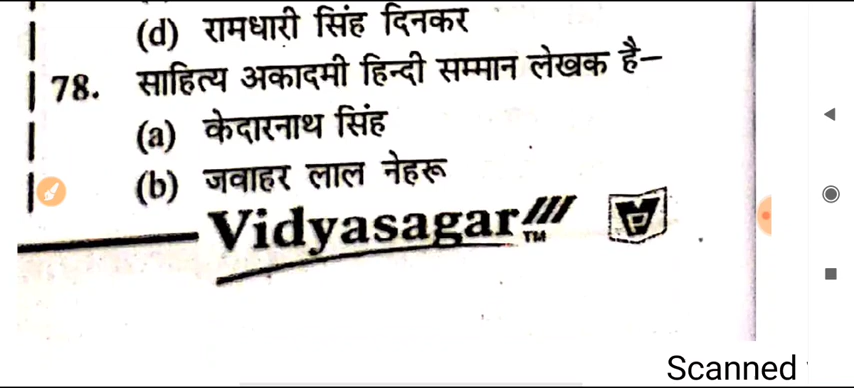 (d) रामधारी सिंह दिनकर
78. साहित्य अकादमी हिन्दी सम्मान लेखक है–
(a) केदारनाथ सिंह
(b) जवाहर लाल नेहरू
Vidyasagar TM
Scanned